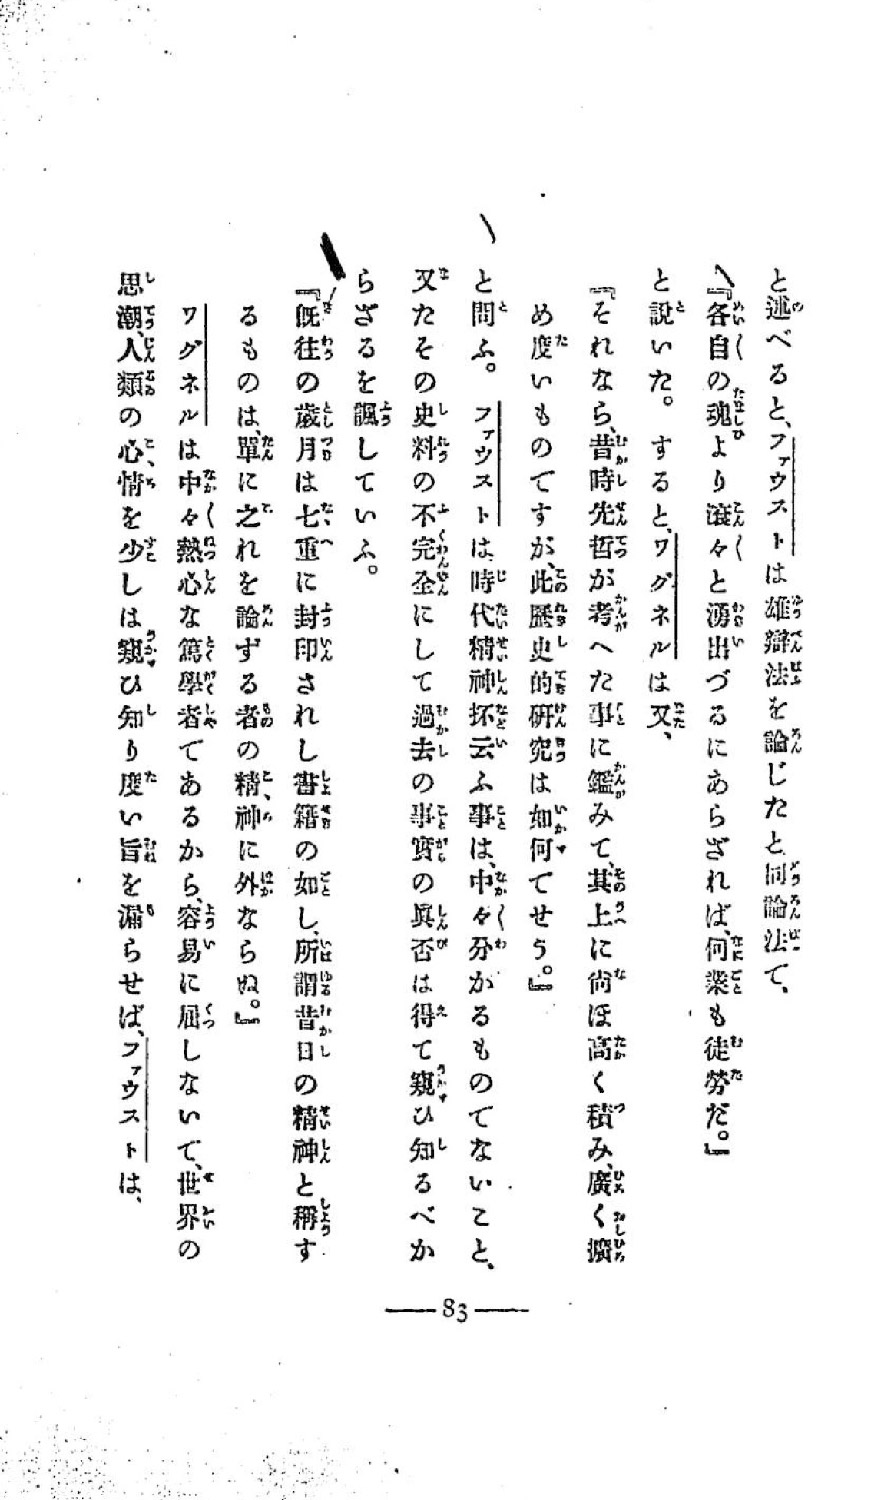 と述べると、ファウストは雄辯法を論じたと同論法で、
『各自の魂より滾々と湧出づるにあらざれば、何業も徒勞だ。』
と説いた。すると、ワグネルは又、
『それなら、昔時先哲が考へた事に鑑みて、其上に尚ほ高く積み、廣く擴
め度いものですが、此歷史的研究は如何でせう。』
と問ふ。ファウストは、時代精神抔云ふ事は、中々分がるものでないこと、
又たその史料の不完全にして過去の事實の眞否は得て窺ひ知るべか
らざるを諷していふ。
『既往の歲月は七重に封印されし書籍の如し、所謂昔日の精神と稱す
るものは、單に之れを論ずる者の精神に外ならぬ。』
ワグネルは中々熱心な篤學者であるから、容易に屈しないで、世界の
思潮、人類の心情を少しは窺ひ知り度い旨を漏らせば、ファウストは、
83